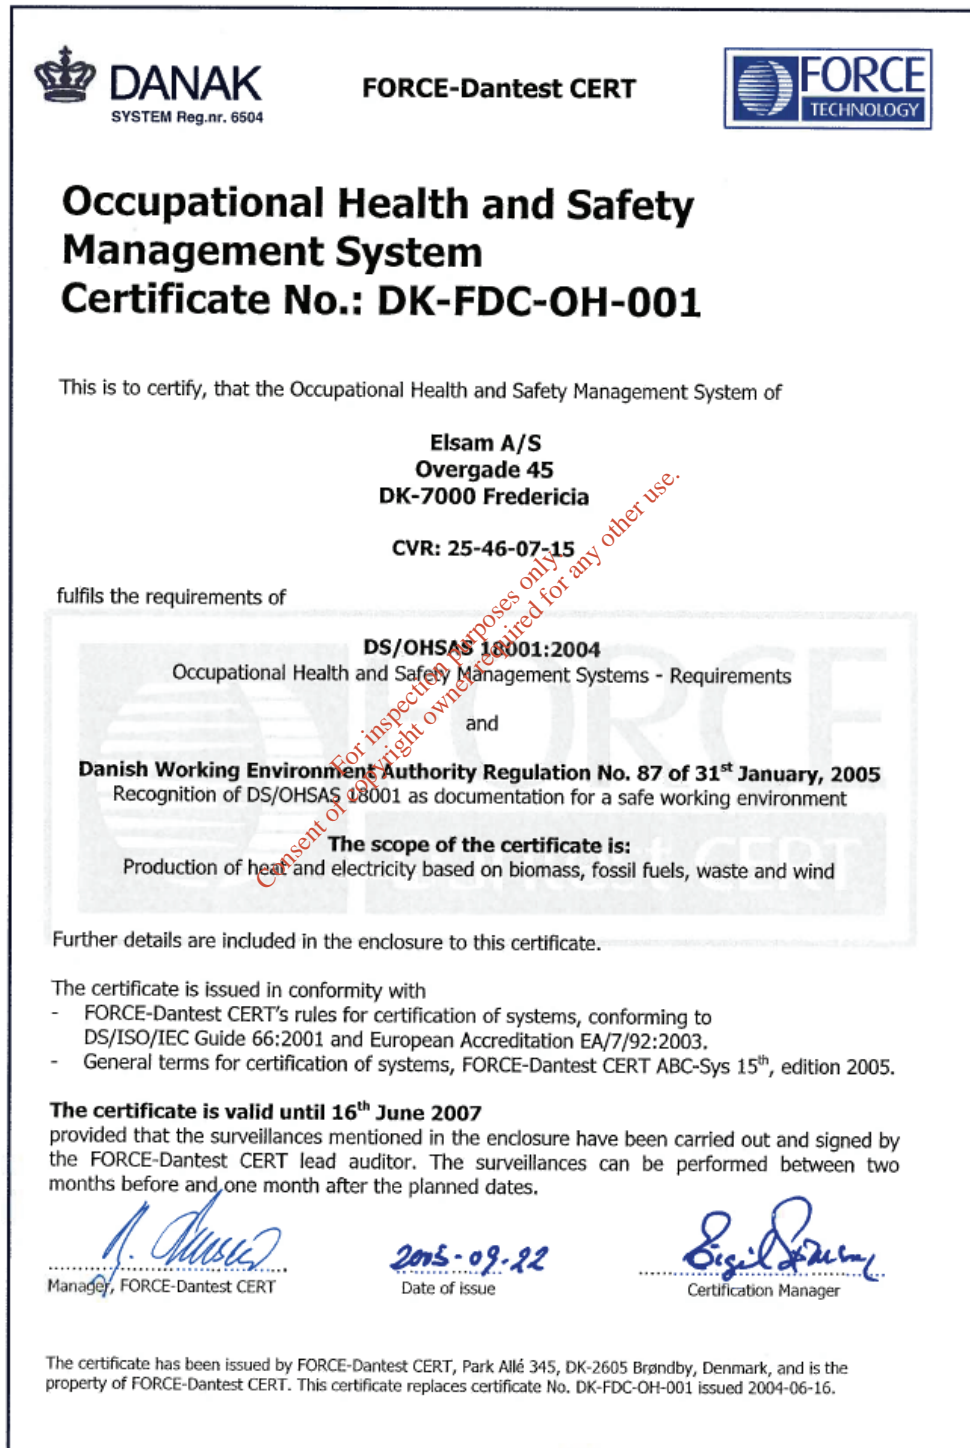 DANAK
SYSTEM Reg.nr. 6504
FORCE-Dantest CERT
FORCE
TECHNOLOGY
Occupational Health and Safety
Management System
Certificate No.: DK-FDC-OH-001
This is to certify, that the Occupational Health and Safety Management System of
Elsam A/S
Overgade 45
DK-7000 Fredericia
CVR: 25-46-07-15
fulfils the requirements of
DS/OHSAS 18001:2004
Occupational Health and Safety Management Systems - Requirements
and
Danish Working Environment Authority Regulation No. 87 of 31st January, 2005
Recognition of DS/OHSAS 18001 as documentation for a safe working environment
The scope of the certificate is:
Production of heat and electricity based on biomass, fossil fuels, waste and wind
For inspection purposes only.
Consent of copyright owner required for any other use.
FORCE
Dantest CERT
Further details are included in the enclosure to this certificate.
The certificate is issued in conformity with
- FORCE-Dantest CERT's rules for certification of systems, conforming to
DS/ISO/IEC Guide 66:2001 and European Accreditation EA/7/92:2003.
- General terms for certification of systems, FORCE-Dantest CERT ABC-Sys 15th, edition 2005.
The certificate is valid until 16th June 2007
provided that the surveillances mentioned in the enclosure have been carried out and signed by
the FORCE-Dantest CERT lead auditor. The surveillances can be performed between two
months before and one month after the planned dates.
2005-09-22
Manager, FORCE-Dantest CERT
Date of issue
Certification Manager
The certificate has been issued by FORCE-Dantest CERT, Park Allé 345, DK-2605 Brøndby, Denmark, and is the
property of FORCE-Dantest CERT. This certificate replaces certificate No. DK-FDC-OH-001 issued 2004-06-16.